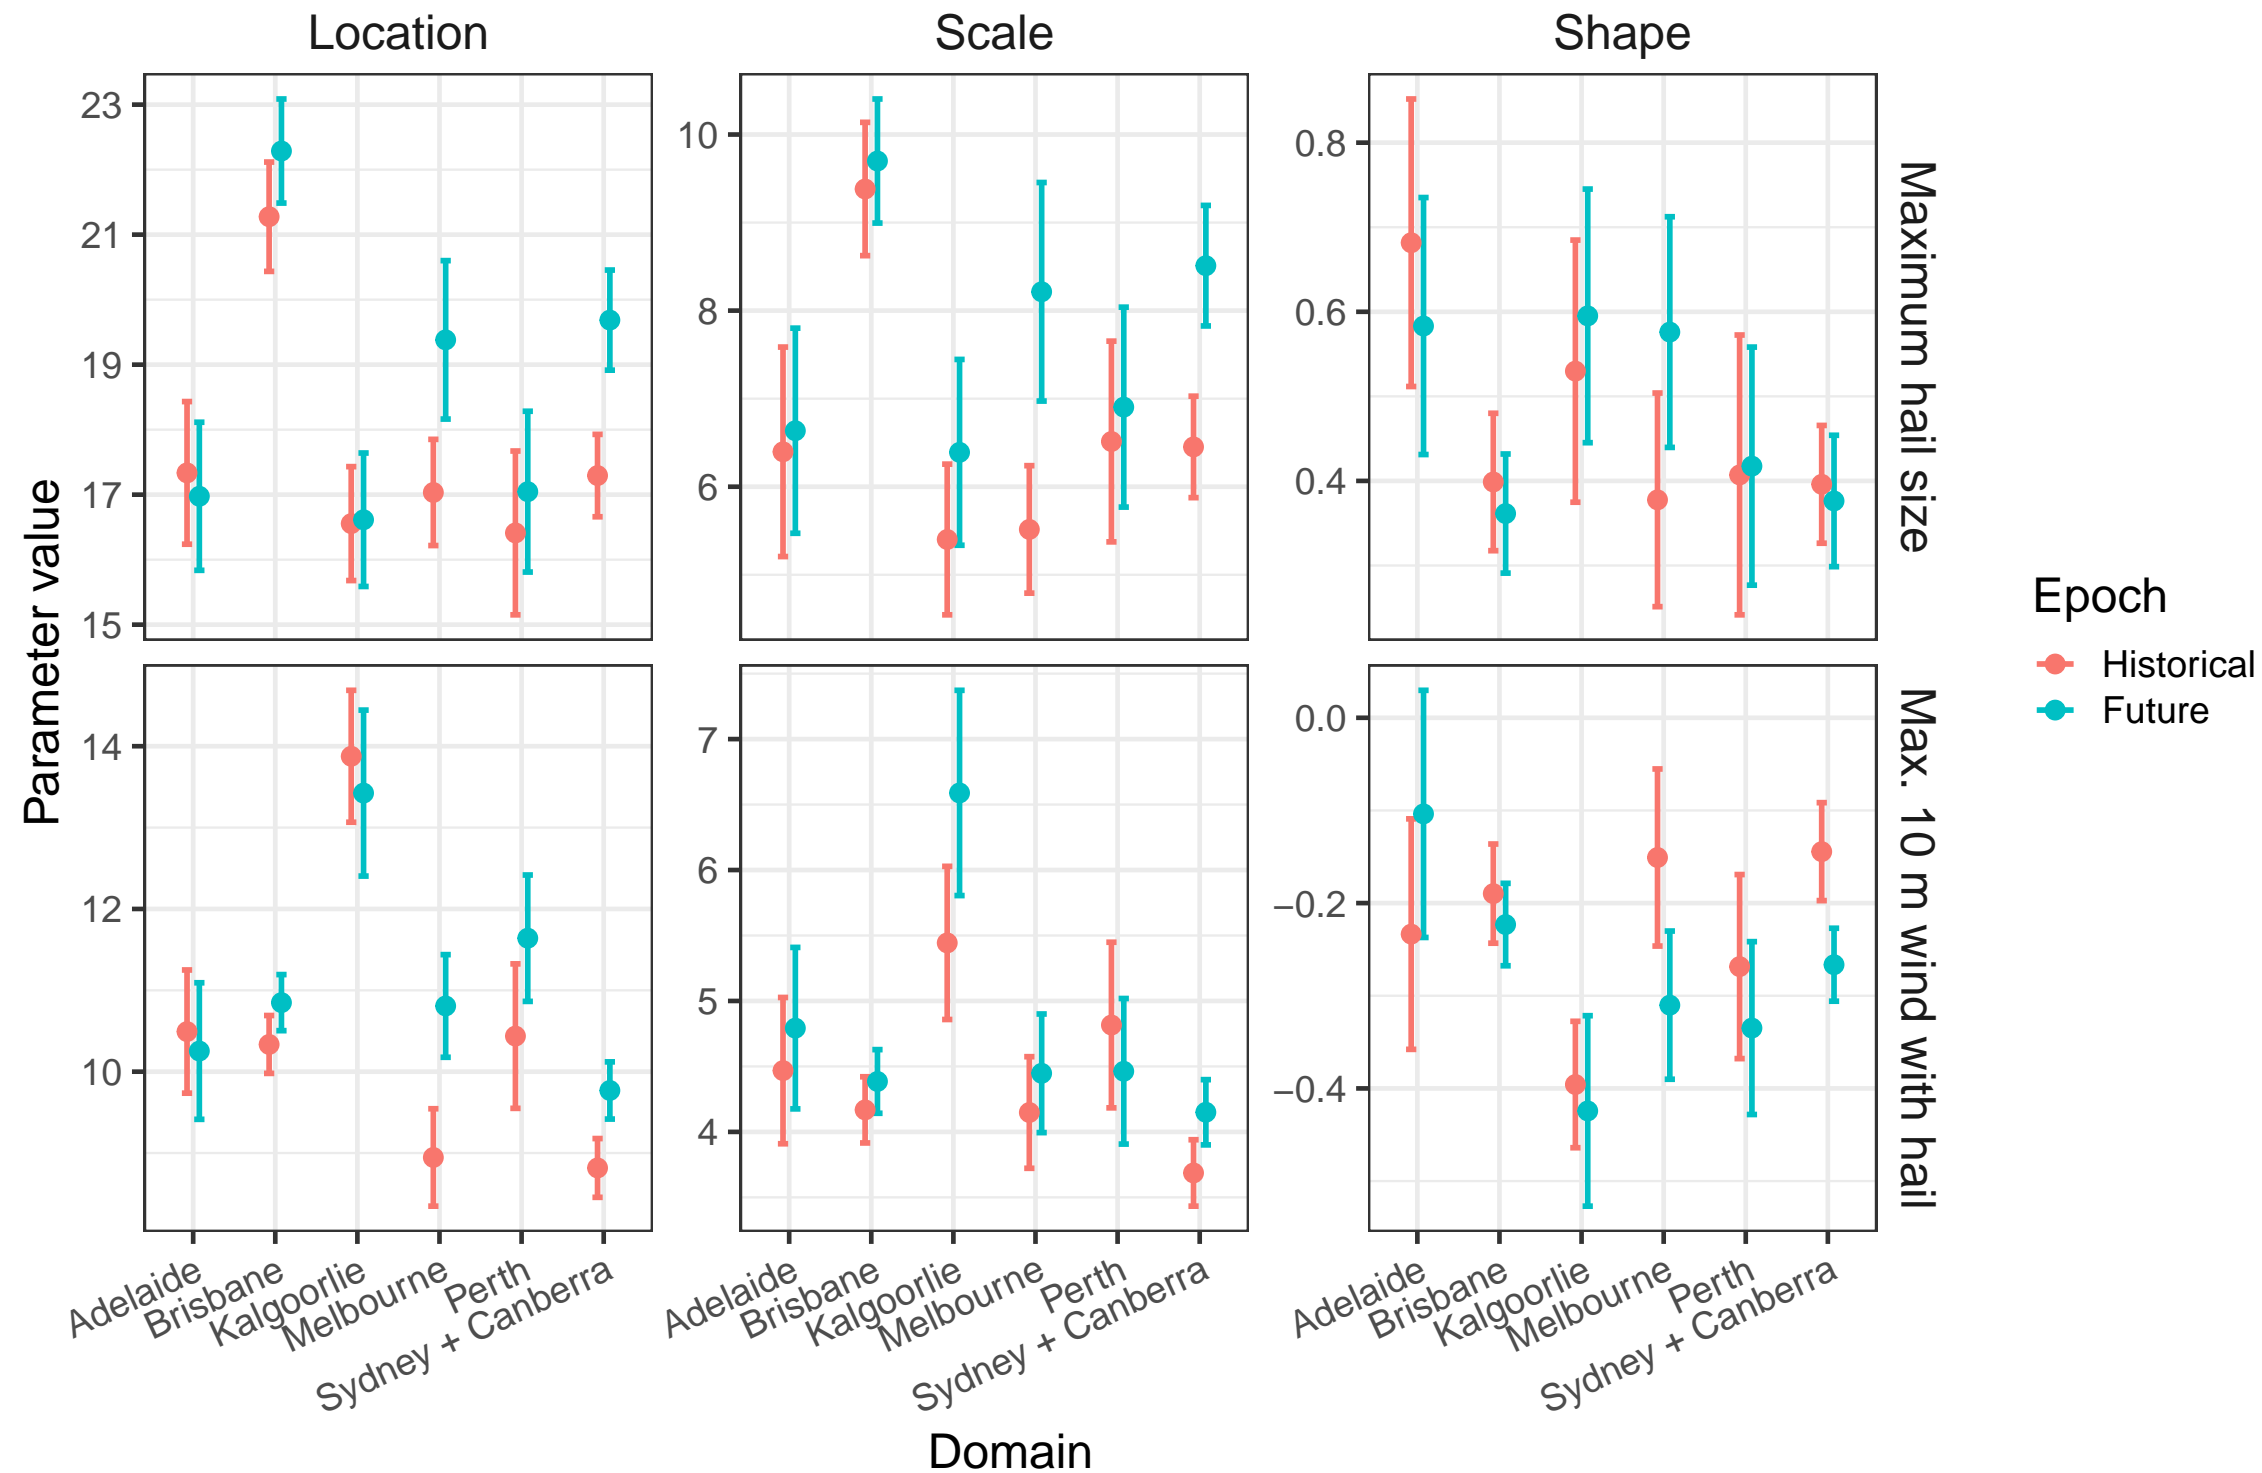 Location
Scale
Shape
23
21
19
17
15
10
8
6
0.8
0.6
0.4
Maximum hail size
Parameter value
14
12
10
7
6
5
4
0.0
−0.2
−0.4
Max. 10 m wind with hail
Adelaide
Brisbane
Kalgoorlie
Melbourne
Perth
Sydney + Canberra
Adelaide
Brisbane
Kalgoorlie
Melbourne
Perth
Sydney + Canberra
Adelaide
Brisbane
Kalgoorlie
Melbourne
Perth
Sydney + Canberra
Domain
Epoch
Historical
Future